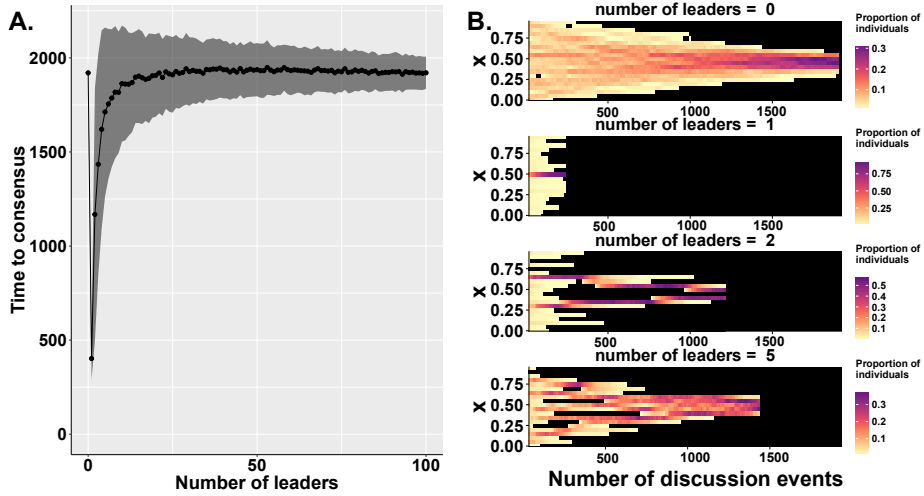 A.
2000
1500
1000
500
0
Time to consensus
0
50
100
Number of leaders
B.
number of leaders = 0
X
0.75
0.50
0.25
0.00
500
1000
1500
Proportion of
individuals
0.3
0.2
0.1
number of leaders = 1
X
0.75
0.50
0.25
0.00
500
1000
1500
Proportion of
individuals
0.75
0.50
0.25
number of leaders = 2
X
0.75
0.50
0.25
0.00
500
1000
1500
Proportion of
individuals
0.5
0.4
0.3
0.2
0.1
number of leaders = 5
X
0.75
0.50
0.25
0.00
500
1000
1500
Proportion of
individuals
0.3
0.2
0.1
Number of discussion events